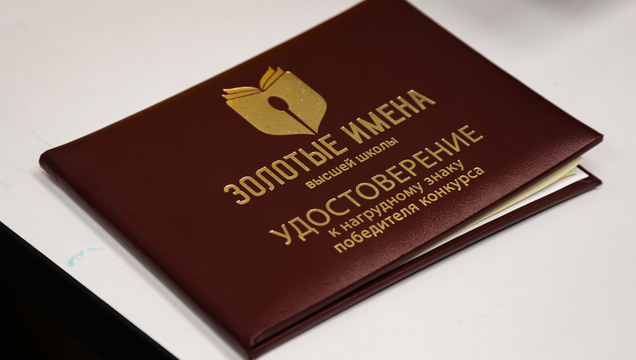 ЗОЛОТЫЕ ИМЕНА
ВЫСШЕЙ ШКОЛЫ
УДОСТОВЕРЕНИЕ
к нагрудному знаку
победителя конкурса